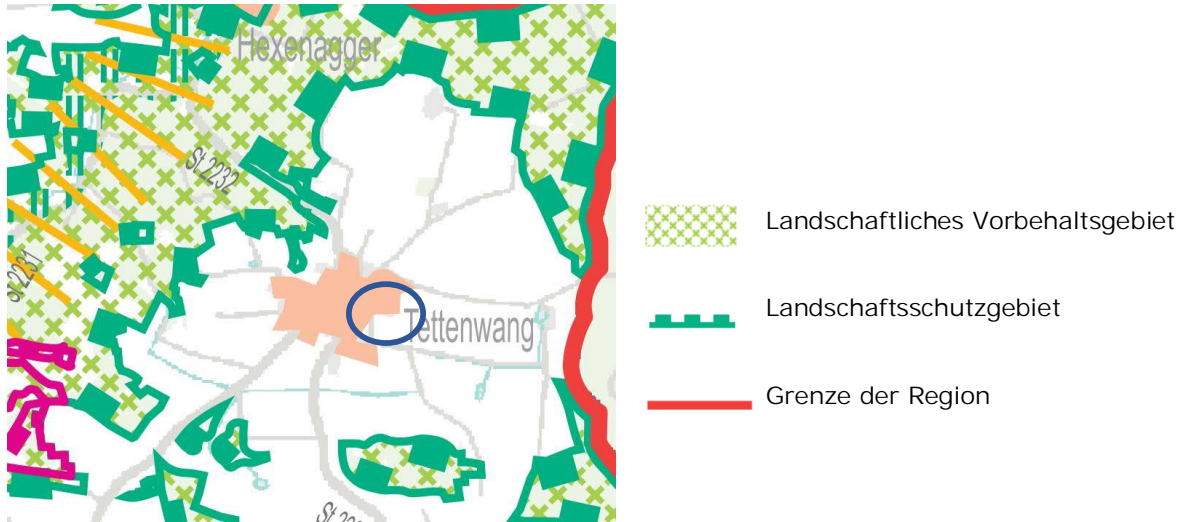 Hexenagger
St 2232
St 2231
Tettenwang
Landschaftliches Vorbehaltsgebiet
Landschaftsschutzgebiet
Grenze der Region